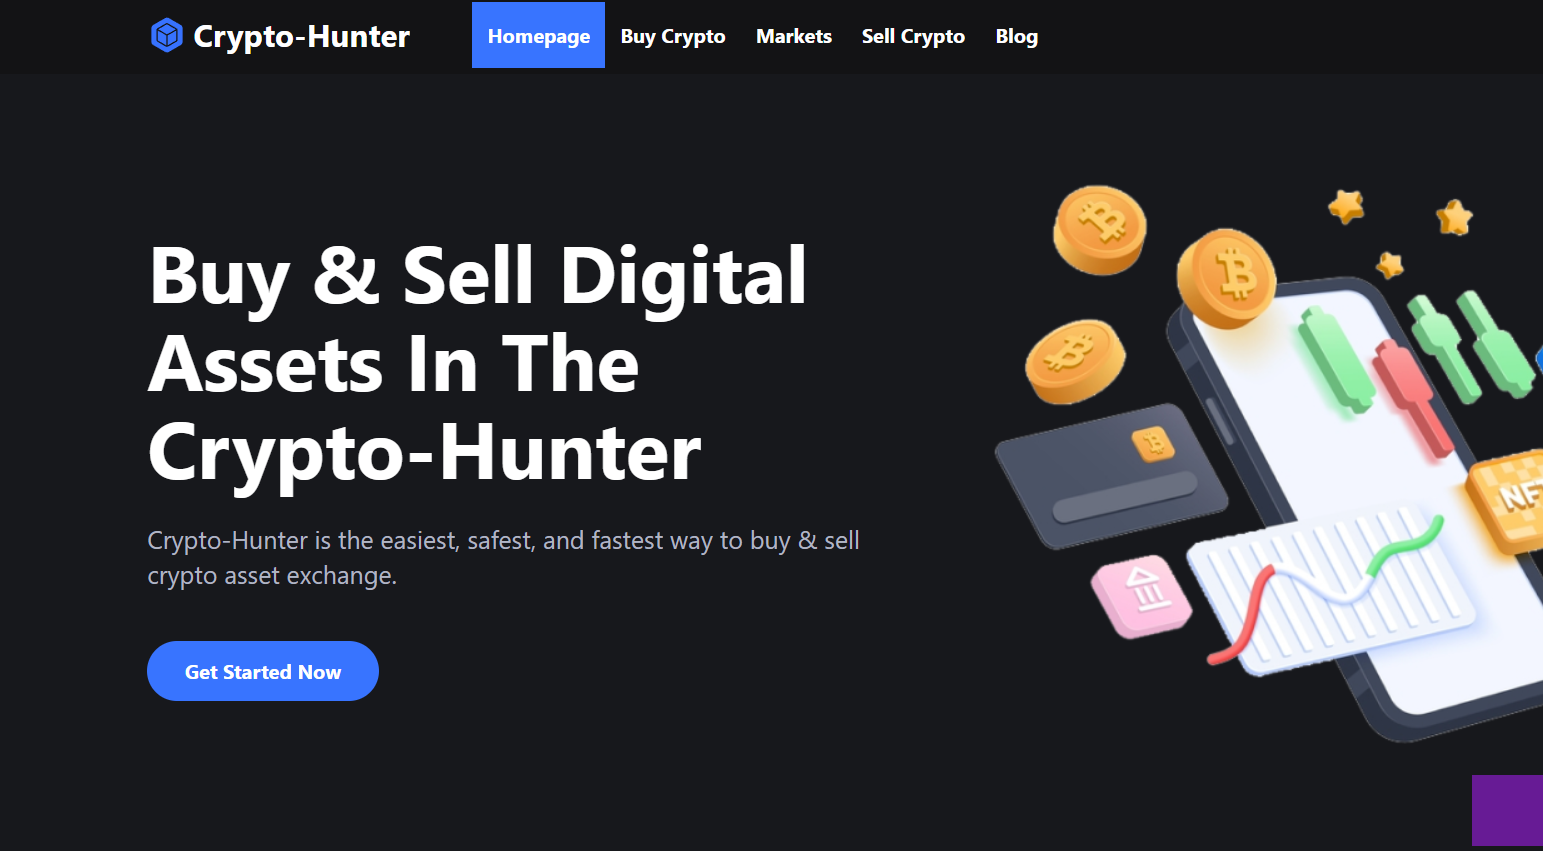 Crypto-Hunter
Homepage Buy Crypto Markets Sell Crypto Blog
Buy & Sell Digital
Assets In The
Crypto-Hunter
Crypto-Hunter is the easiest, safest, and fastest way to buy & sell
crypto asset exchange.
Get Started Now